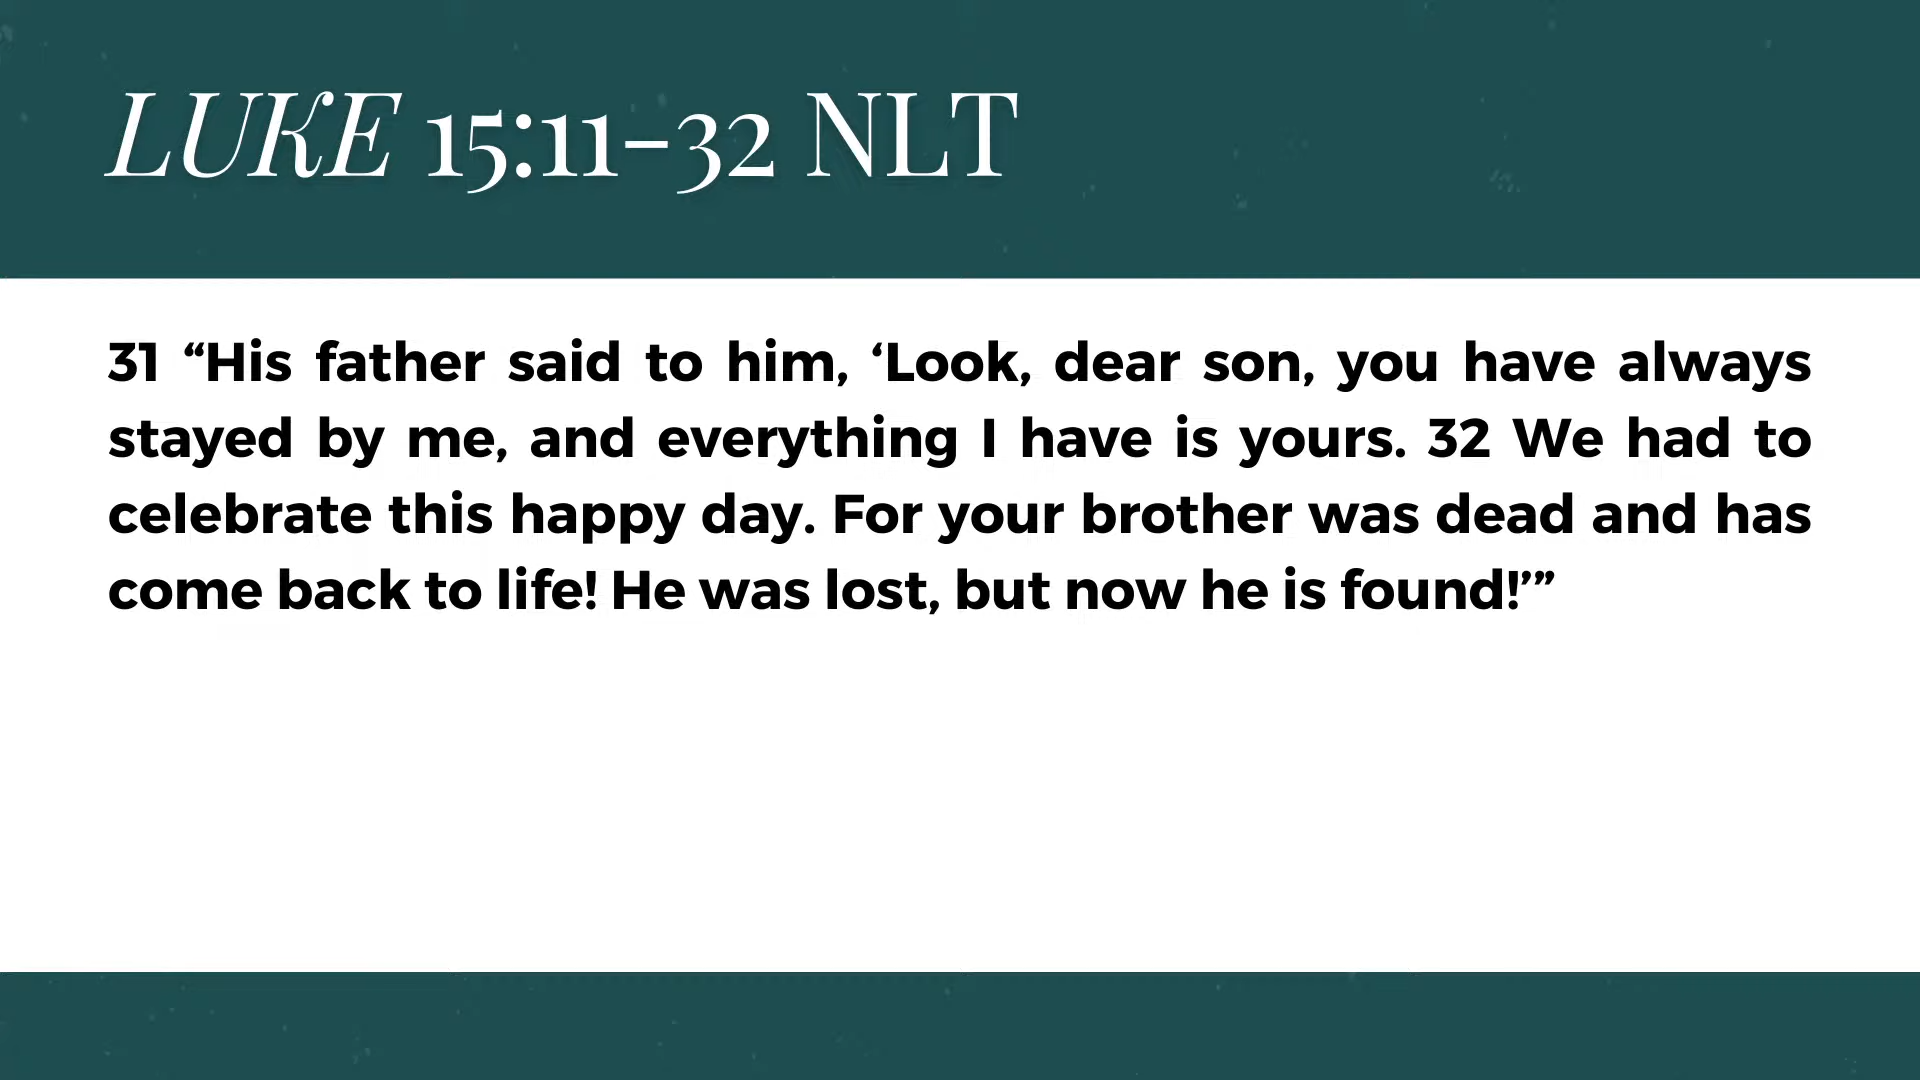 LUKE 15:11-32 NLT
31 “His father said to him, ‘Look, dear son, you have always
stayed by me, and everything I have is yours. 32 We had to
celebrate this happy day. For your brother was dead and has
come back to life! He was lost, but now he is found!’”